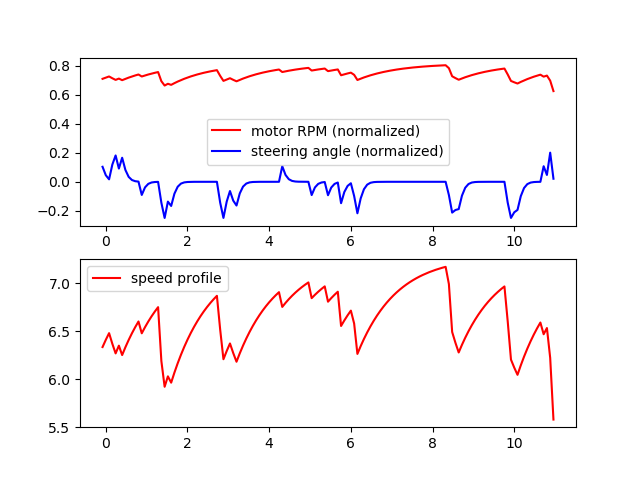 0.8
0.6
0.4
0.2
0.0
−0.2
motor RPM (normalized)
steering angle (normalized)
0 2 4 6 8 10
7.0
6.5
6.0
5.5
speed profile
0 2 4 6 8 10